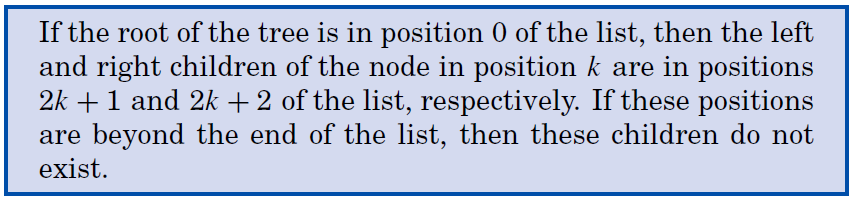 If the root of the tree is in position 0 of the list, then the left
and right children of the node in position k are in positions
2k + 1 and 2k + 2 of the list, respectively. If these positions
are beyond the end of the list, then these children do not
exist.